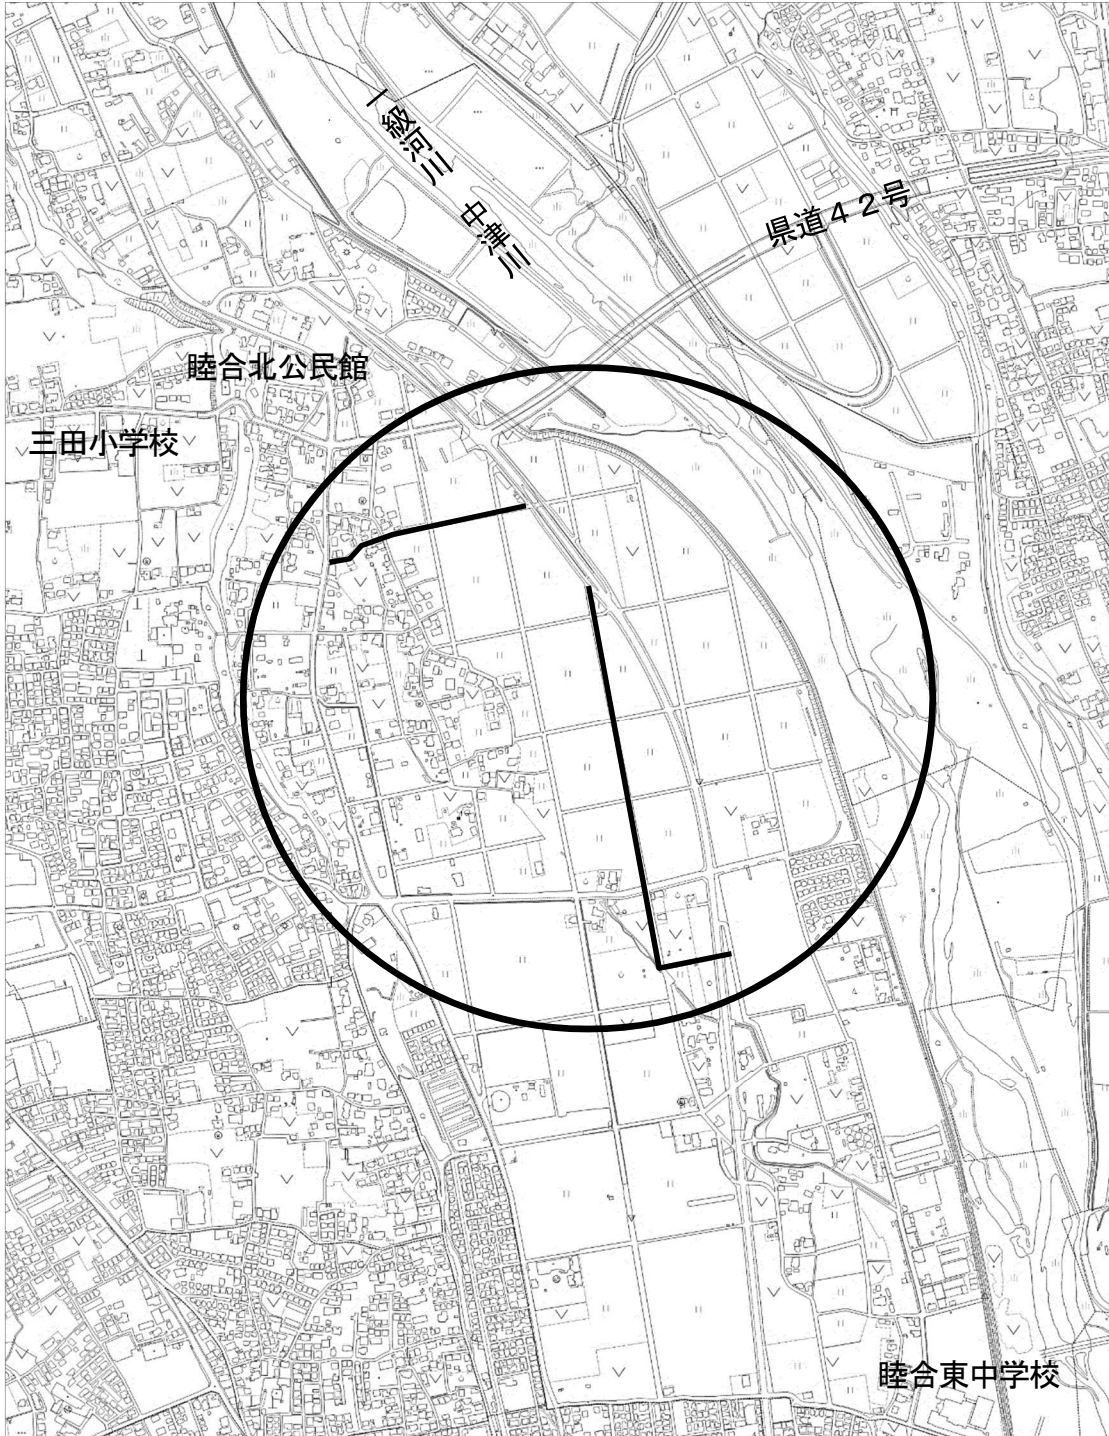 一級河川
中津川
県道42号
睦合北公民館
三田小学校
睦合東中学校